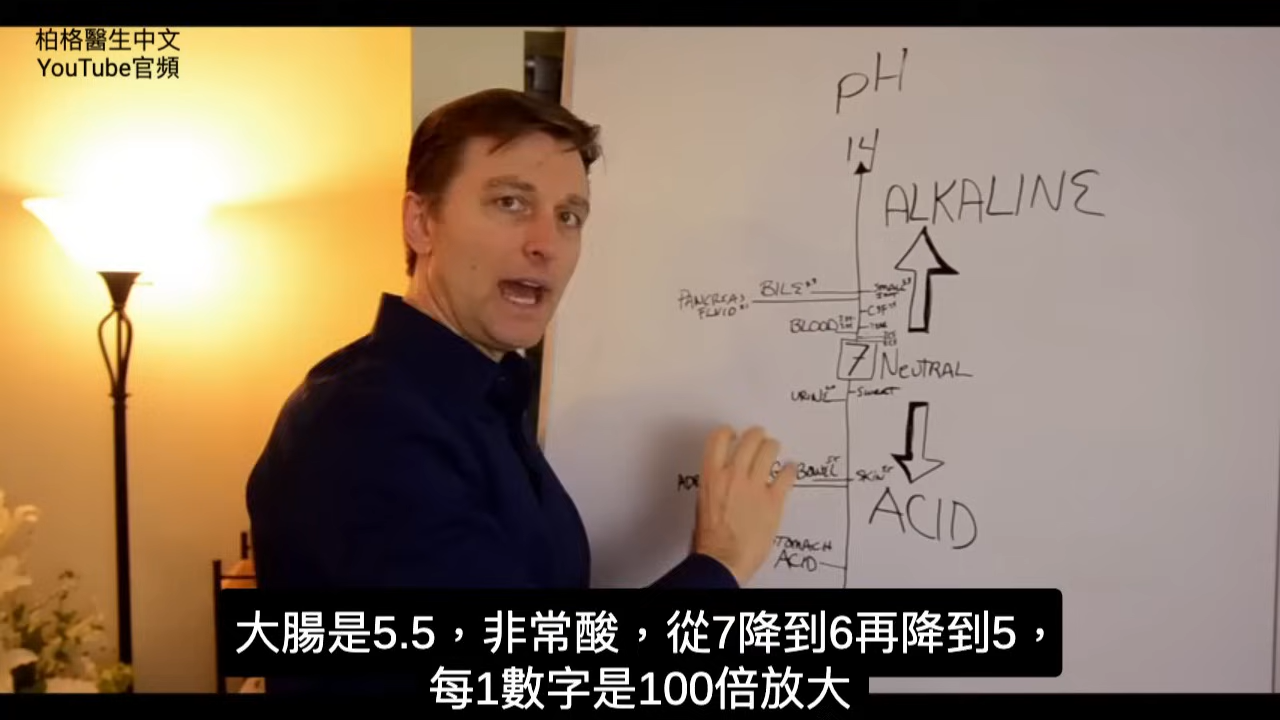 柏格醫生中文
YouTube官頻
pH
14
ALKALINE
BILE
SMALL
PANCREAS
FLUID
CSF
BLOOD
7
NEUTRAL
URINE
SWEAT
BOWEL
SKIN
ACID
TOMACH
ACID
大腸是5.5，非常酸，從7降到6再降到5，
每1數字是100倍放大